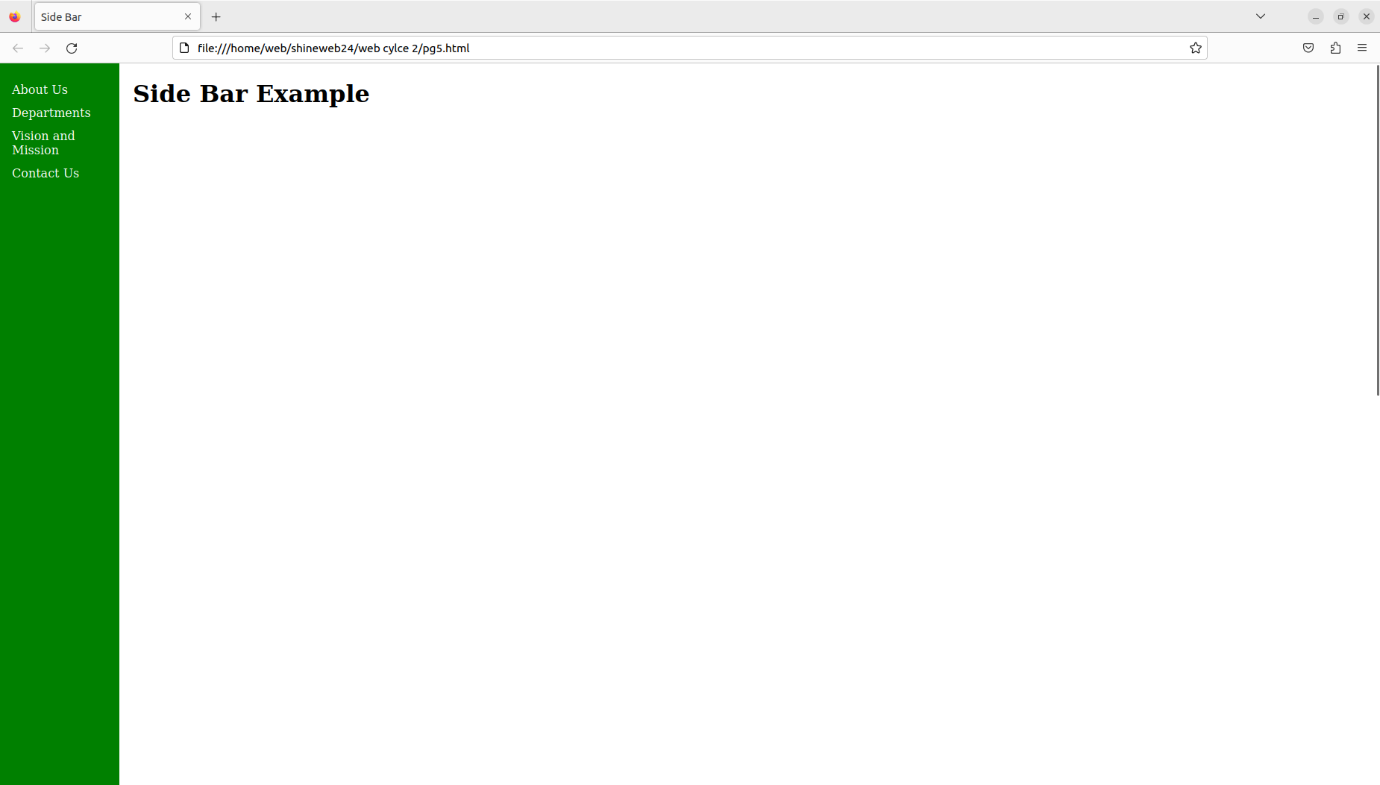 Side Bar
file:///home/web/shineweb24/web cylce 2/pg5.html
About Us
Departments
Vision and
Mission
Contact Us
Side Bar Example